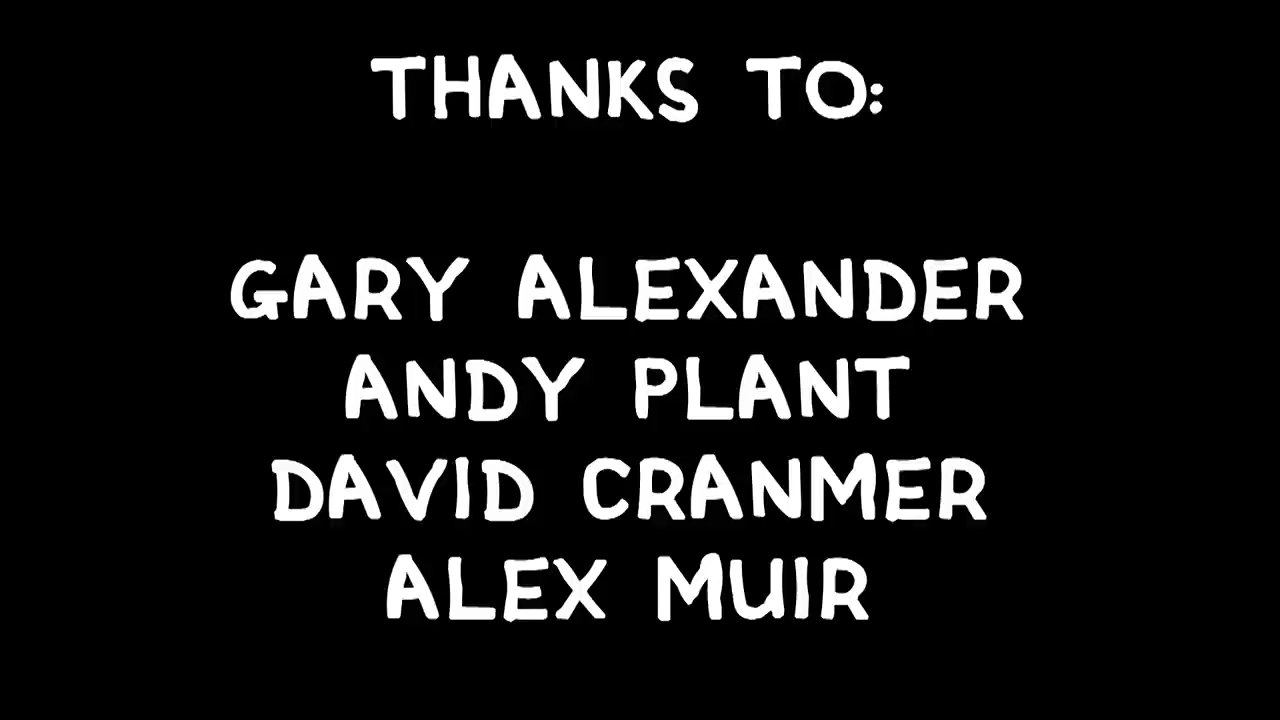 THANKS TO:
GARY ALEXANDER
ANDY PLANT
DAVID CRANMER
ALEX MUIR